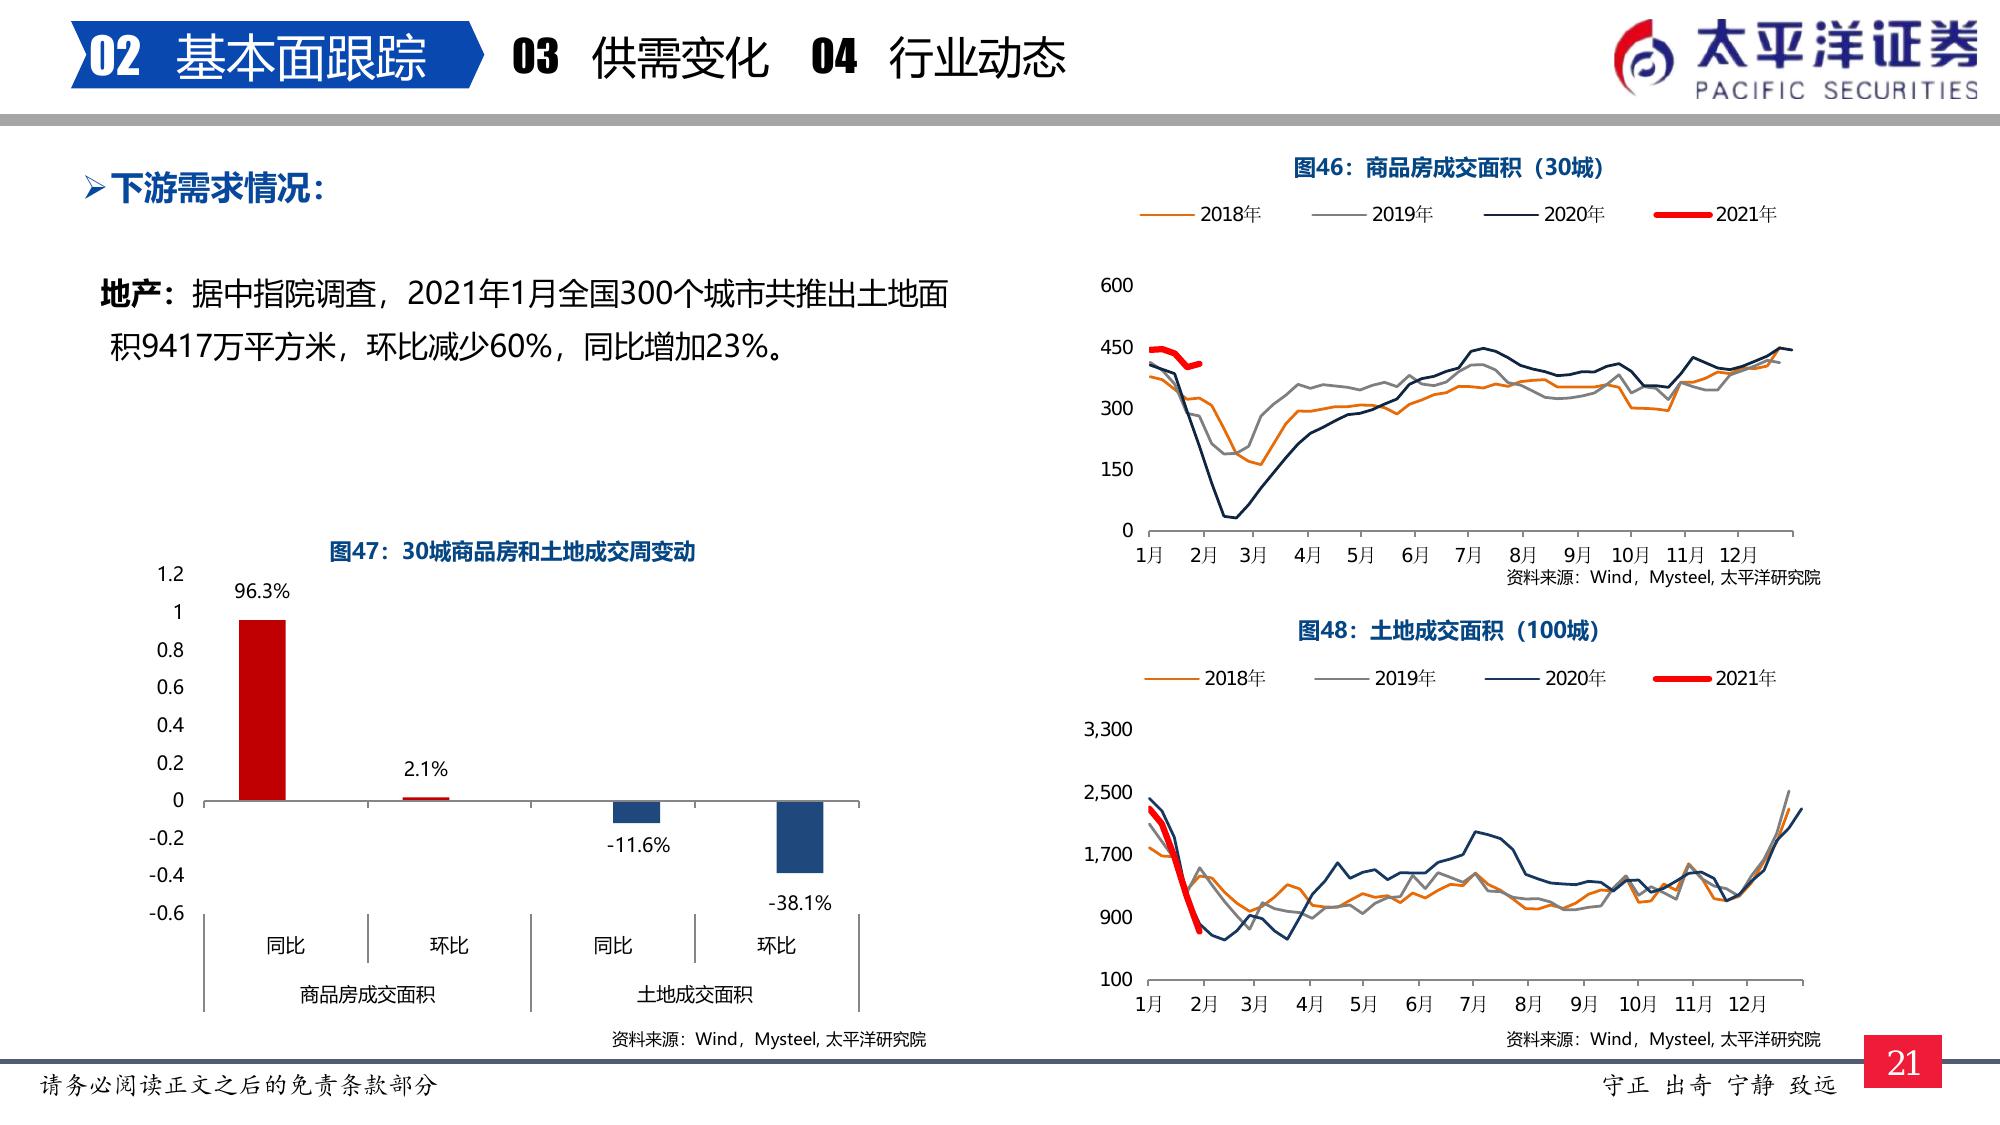 02 基本面跟踪 03 供需变化 04 行业动态
太平洋证券
PACIFIC SECURITIES
下游需求情况：
地产：据中指院调查，2021年1月全国300个城市共推出土地面
积9417万平方米，环比减少60%，同比增加23%。
图46：商品房成交面积（30城）
2018年 2019年 2020年 2021年
600
450
300
150
0
1月 2月 3月 4月 5月 6月 7月 8月 9月 10月 11月 12月
资料来源：Wind，Mysteel, 太平洋研究院
图47：30城商品房和土地成交周变动
1.2
1
0.8
0.6
0.4
0.2
0
-0.2
-0.4
-0.6
96.3%
2.1%
-11.6%
-38.1%
同比 环比 同比 环比
商品房成交面积 土地成交面积
资料来源：Wind，Mysteel, 太平洋研究院
图48：土地成交面积（100城）
2018年 2019年 2020年 2021年
3,300
2,500
1,700
900
100
1月 2月 3月 4月 5月 6月 7月 8月 9月 10月 11月 12月
资料来源：Wind，Mysteel, 太平洋研究院
请务必阅读正文之后的免责条款部分
守正 出奇 宁静 致远
21